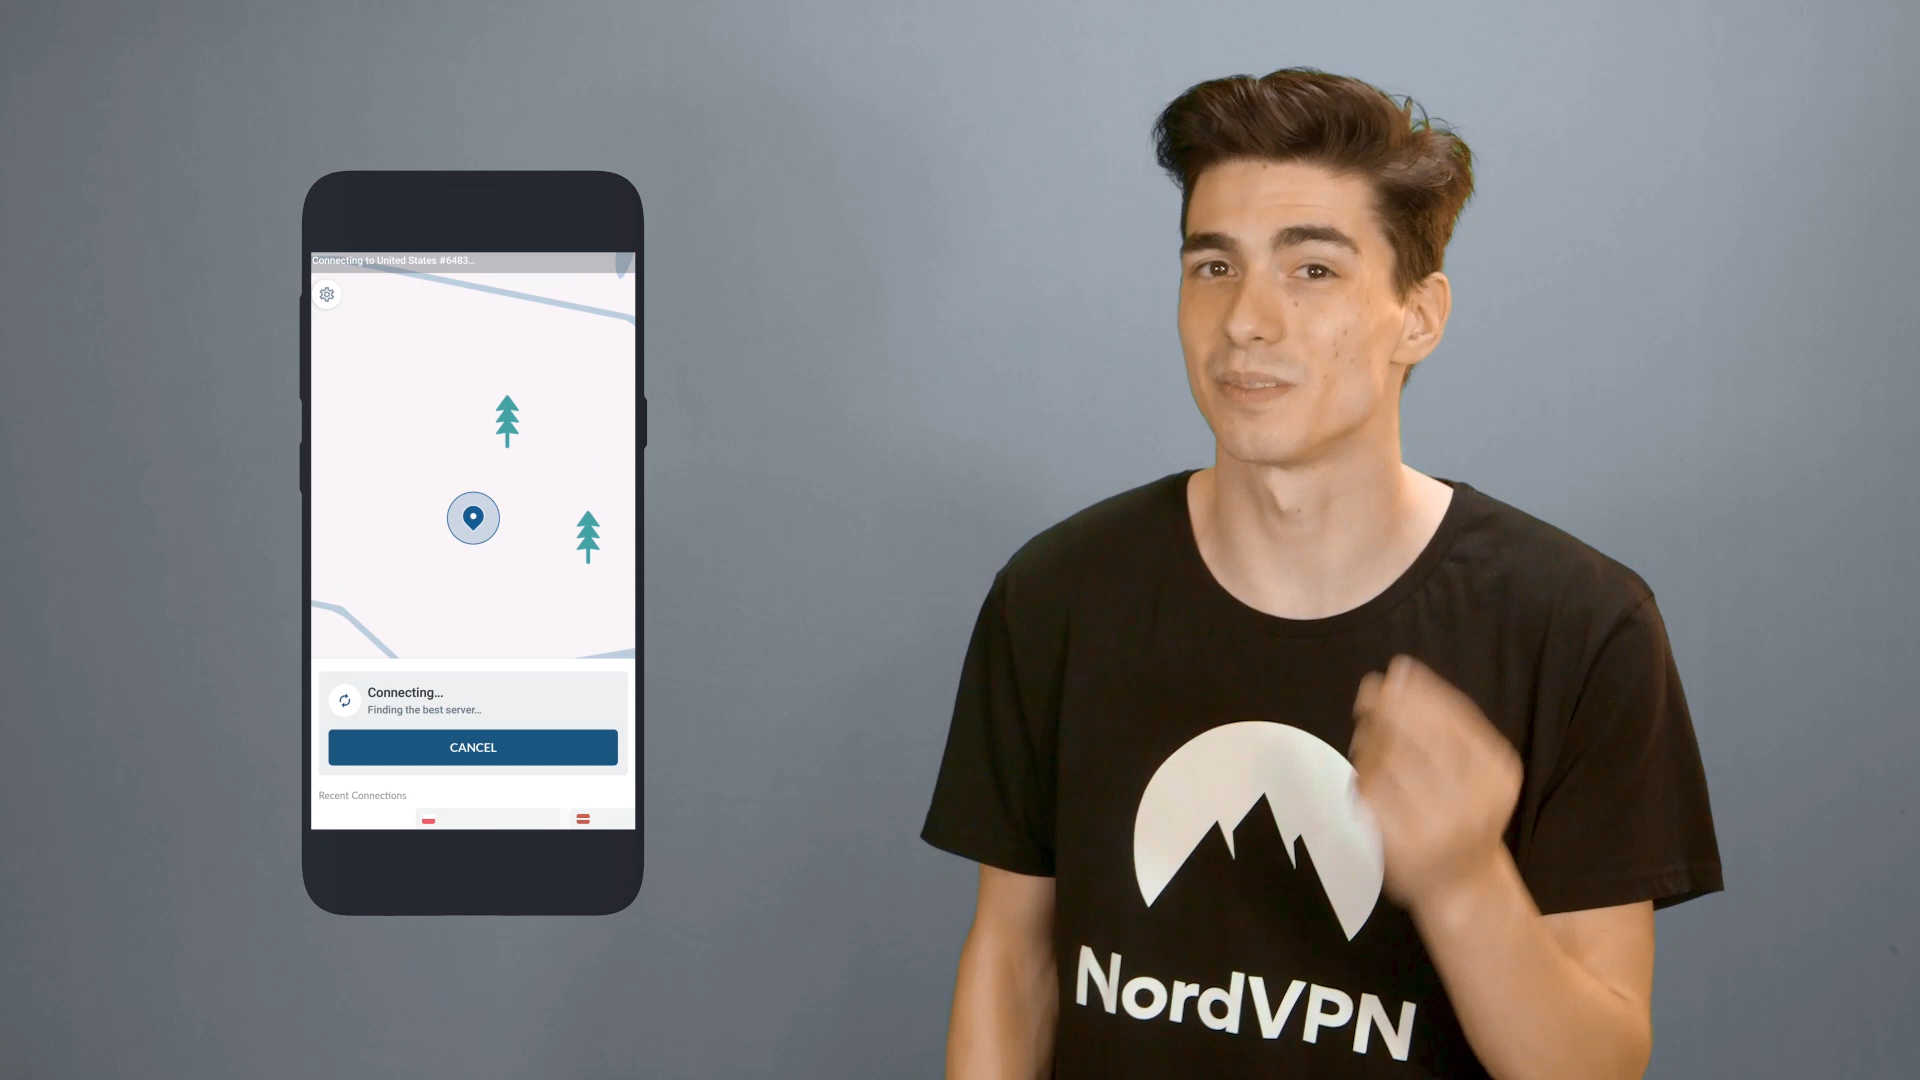 Connecting to United States #6483...
Connecting...
Finding the best server...
CANCEL
Recent Connections
NordVPN